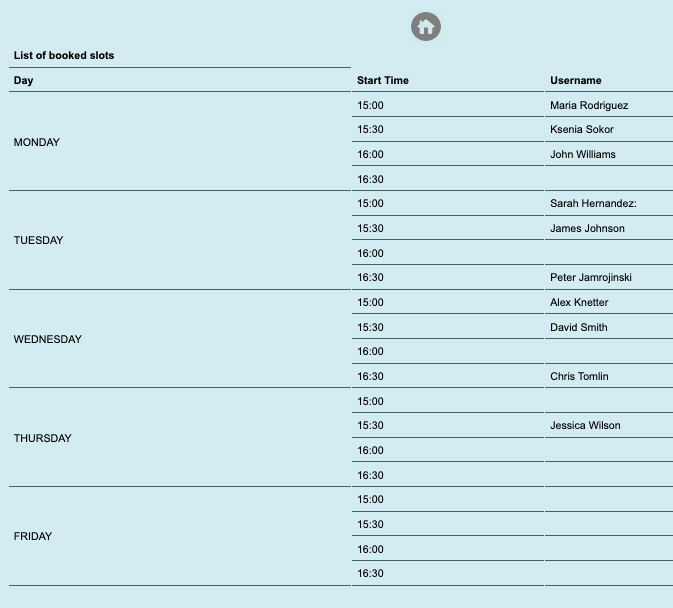 List of booked slots
Day Start Time Username
15:00 Maria Rodriguez
15:30 Ksenia Sokor
MONDAY
16:00 John Williams
16:30
15:00 Sarah Hernandez:
15:30 James Johnson
TUESDAY
16:00
16:30 Peter Jamrojinski
15:00 Alex Knetter
15:30 David Smith
WEDNESDAY
16:00
16:30 Chris Tomlin
15:00
15:30 Jessica Wilson
THURSDAY
16:00
16:30
15:00
15:30
FRIDAY
16:00
16:30